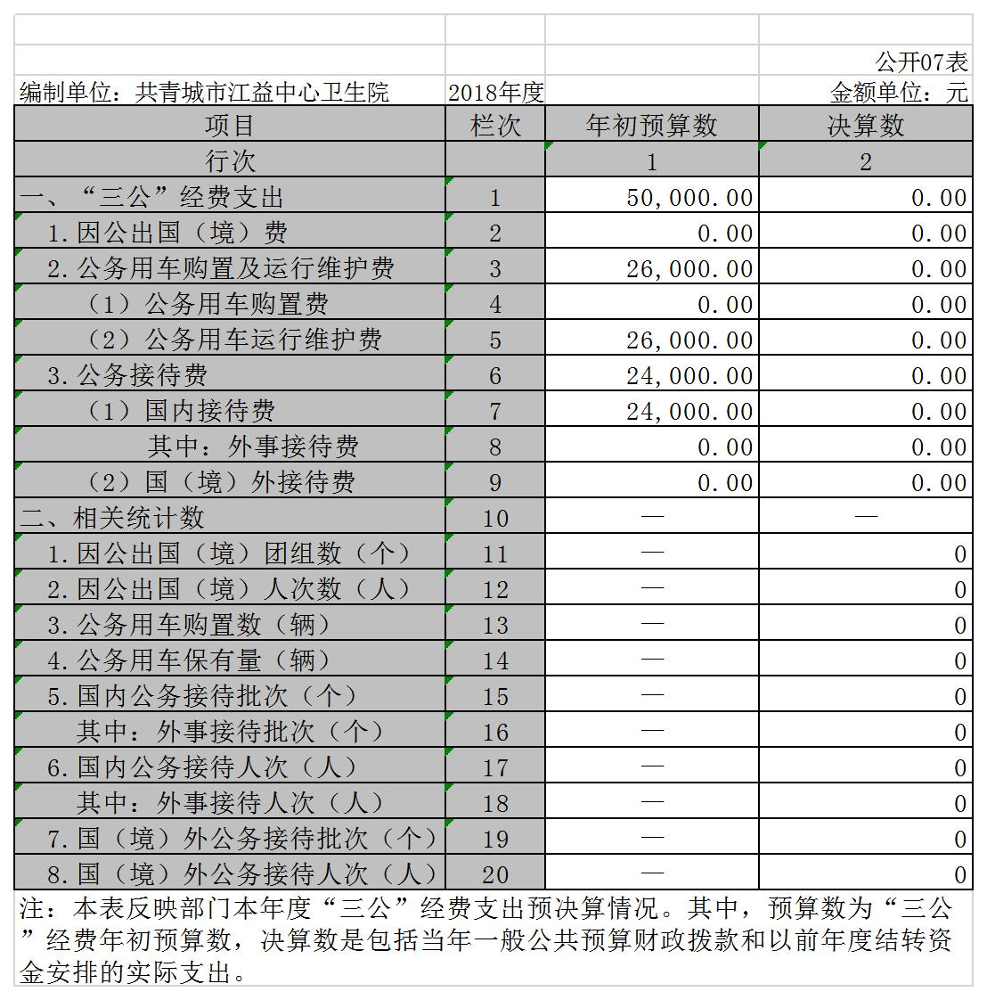 公开07表
编制单位：共青城市江益中心卫生院 2018年度 金额单位：元
项目 栏次 年初预算数 决算数
行次 1 2
一、“三公”经费支出 1 50,000.00 0.00
1.因公出国（境）费 2 0.00 0.00
2.公务用车购置及运行维护费 3 26,000.00 0.00
（1）公务用车购置费 4 0.00 0.00
（2）公务用车运行维护费 5 26,000.00 0.00
3.公务接待费 6 24,000.00 0.00
（1）国内接待费 7 24,000.00 0.00
其中：外事接待费 8 0.00 0.00
（2）国（境）外接待费 9 0.00 0.00
二、相关统计数 10 — —
1.因公出国（境）团组数（个） 11 — 0
2.因公出国（境）人次数（人） 12 — 0
3.公务用车购置数（辆） 13 — 0
4.公务用车保有量（辆） 14 — 0
5.国内公务接待批次（个） 15 — 0
其中：外事接待批次（个） 16 — 0
6.国内公务接待人次（人） 17 — 0
其中：外事接待人次（人） 18 — 0
7.国（境）外公务接待批次（个） 19 — 0
8.国（境）外公务接待人次（人） 20 — 0
注：本表反映部门本年度“三公”经费支出预决算情况。其中，预算数为“三公
”经费年初预算数，决算数是包括当年一般公共预算财政拨款和以前年度结转资
金安排的实际支出。